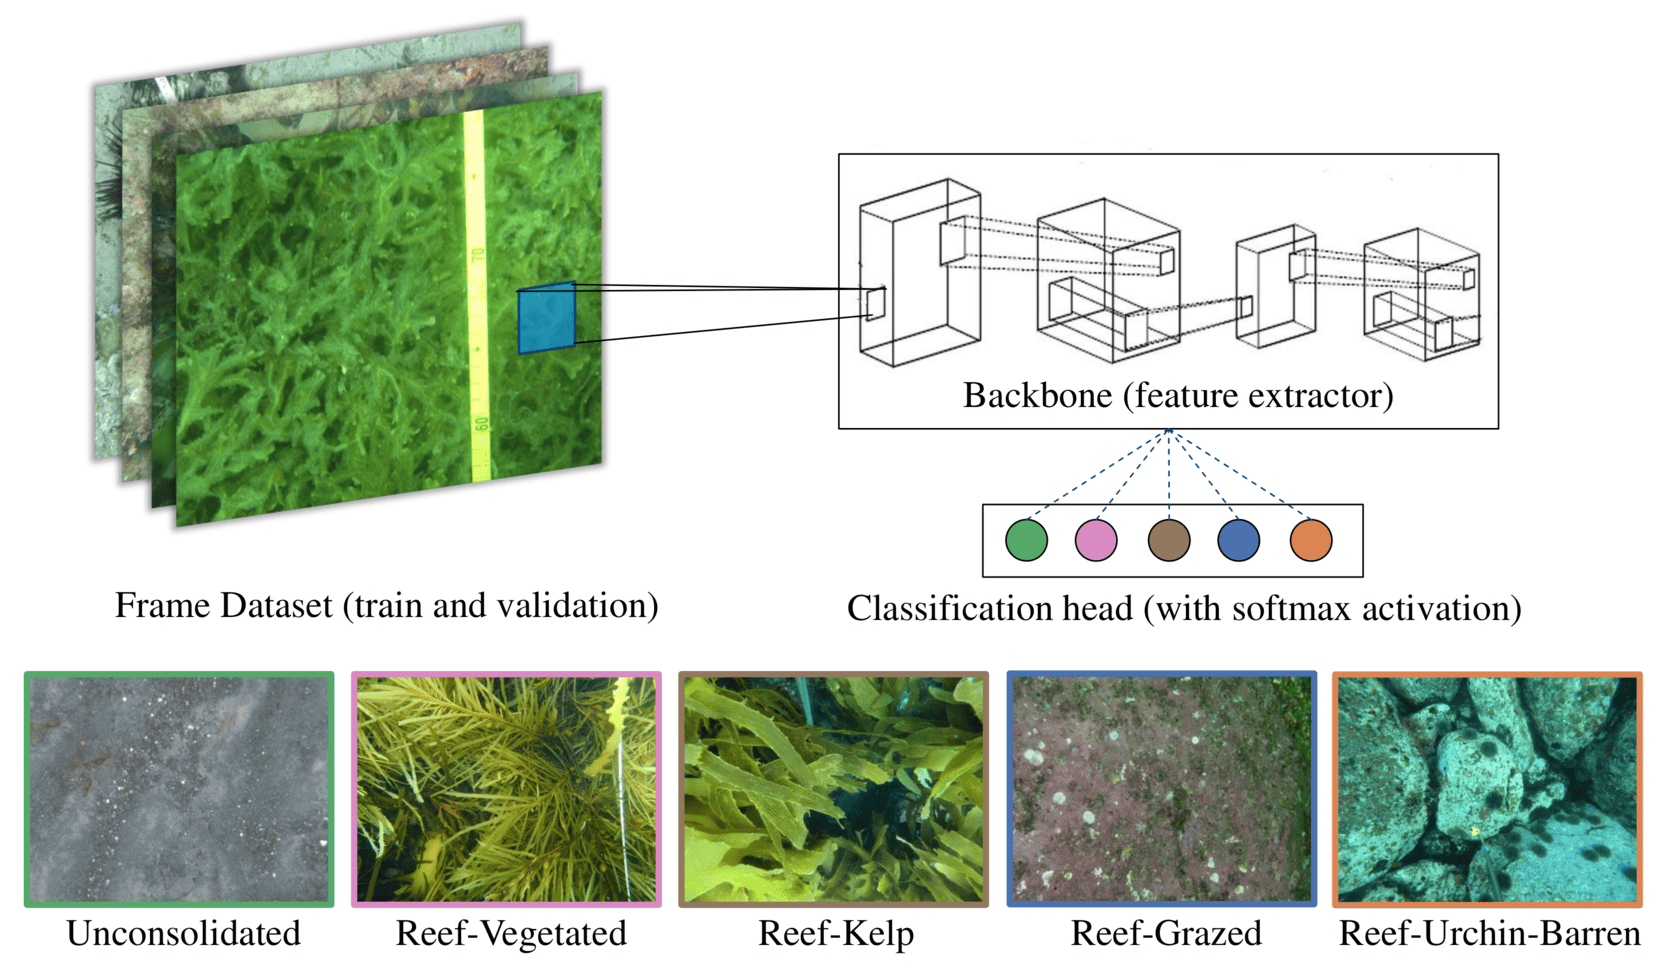 70
60
Backbone (feature extractor)
Frame Dataset (train and validation)
Classification head (with softmax activation)
Unconsolidated
Reef-Vegetated
Reef-Kelp
Reef-Grazed
Reef-Urchin-Barren